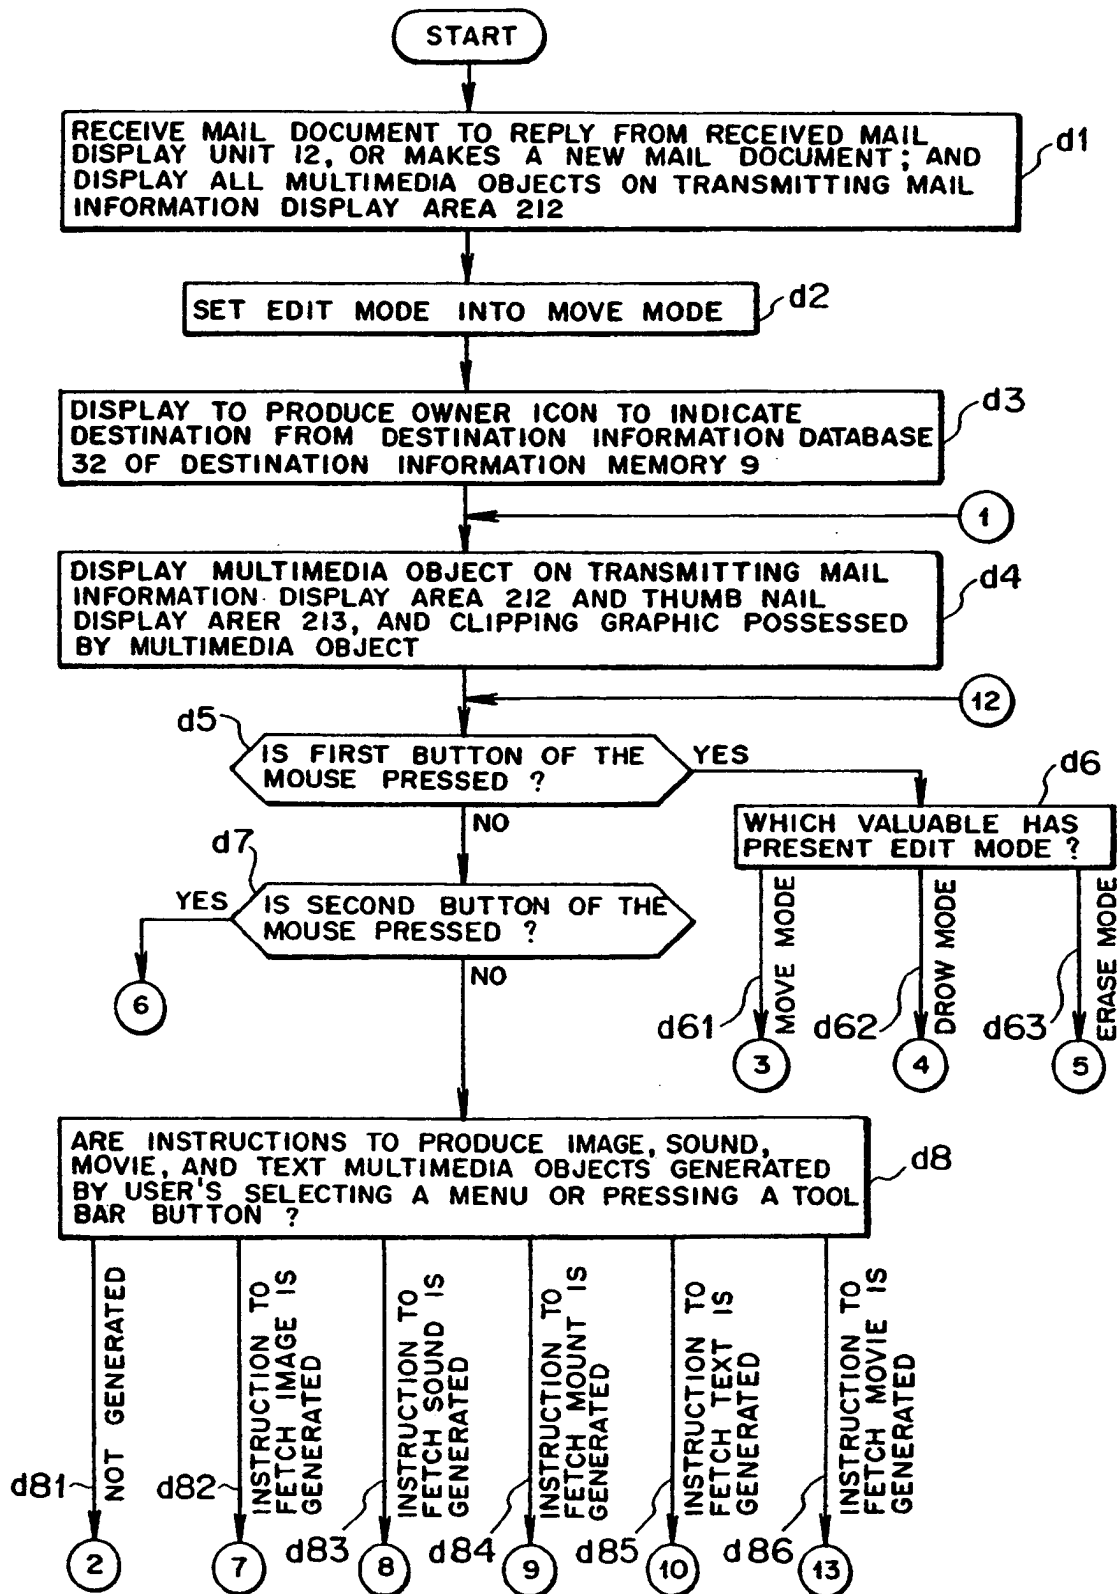 START
RECEIVE MAIL DOCUMENT TO REPLY FROM RECEIVED MAIL
DISPLAY UNIT 12, OR MAKES A NEW MAIL DOCUMENT; AND
DISPLAY ALL MULTIMEDIA OBJECTS ON TRANSMITTING MAIL
INFORMATION DISPLAY AREA 212
d1
SET EDIT MODE INTO MOVE MODE
d2
DISPLAY TO PRODUCE OWNER ICON TO INDICATE
DESTINATION FROM DESTINATION INFORMATION DATABASE
32 OF DESTINATION INFORMATION MEMORY 9
d3
1
DISPLAY MULTIMEDIA OBJECT ON TRANSMITTING MAIL
INFORMATION DISPLAY AREA 212 AND THUMB NAIL
DISPLAY ARER 213, AND CLIPPING GRAPHIC POSSESSED
BY MULTIMEDIA OBJECT
d4
12
d5
IS FIRST BUTTON OF THE
MOUSE PRESSED ?
YES
NO
d6
WHICH VALUABLE HAS
PRESENT EDIT MODE ?
d7
YES
IS SECOND BUTTON OF THE
MOUSE PRESSED ?
NO
6
d61
MOVE MODE
3
d62
DROW MODE
4
d63
ERASE MODE
5
ARE INSTRUCTIONS TO PRODUCE IMAGE, SOUND,
MOVIE, AND TEXT MULTIMEDIA OBJECTS GENERATED
BY USER'S SELECTING A MENU OR PRESSING A TOOL
BAR BUTTON ?
d8
d81
NOT GENERATED
2
d82
INSTRUCTION TO
FETCH IMAGE IS
GENERATED
7
d83
INSTRUCTION TO
FETCH SOUND IS
GENERATED
8
d84
INSTRUCTION TO
FETCH MOUNT IS
GENERATED
9
d85
INSTRUCTION TO
FETCH TEXT IS
GENERATED
10
d86
INSTRUCTION TO
FETCH MOVIE IS
GENERATED
13